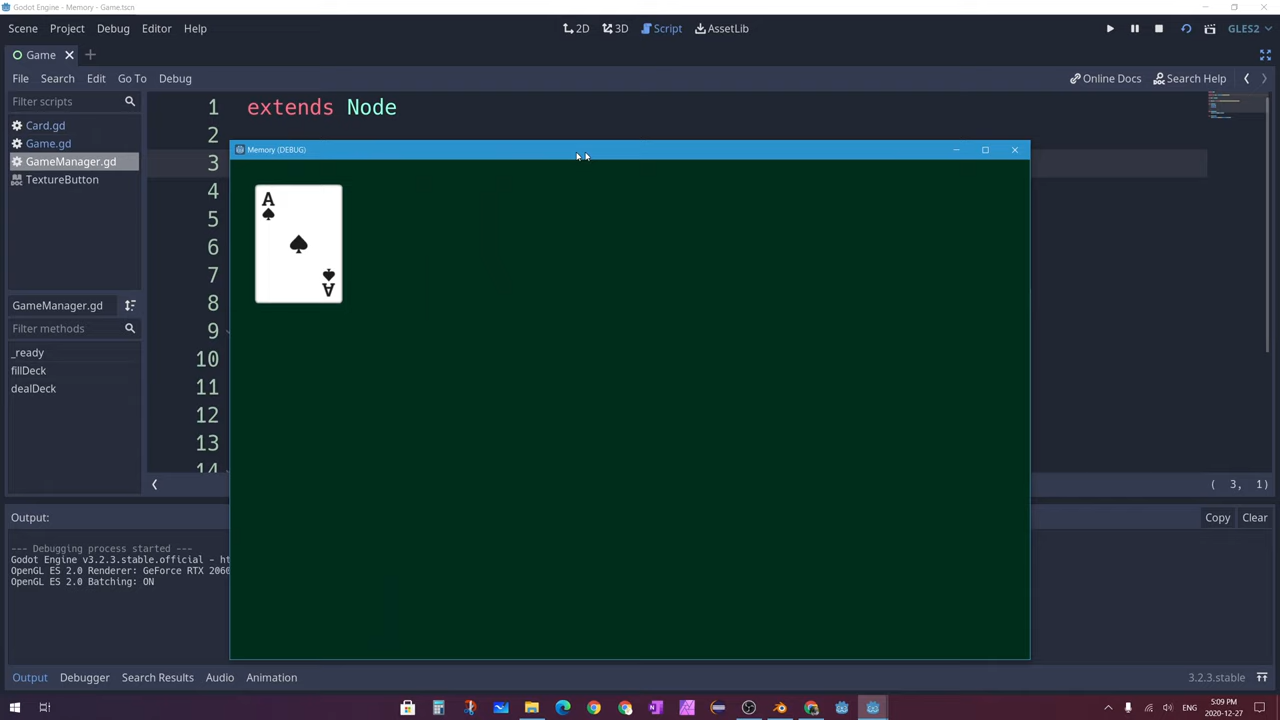 Godot Engine - Memory - Game.tscn
Scene Project Debug Editor Help
2D 3D Script AssetLib
GLES2
Game
File Search Edit Go To Debug
Online Docs Search Help
Filter scripts
Card.gd
Game.gd
GameManager.gd
TextureButton
GameManager.gd
Filter methods
_ready
fillDeck
dealDeck
1 extends Node
2
3
4
5
6
7
8
9
10
11
12
13
14
Memory (DEBUG)
A
A
( 3, 1)
Output:
Copy Clear
--- Debugging process started ---
Godot Engine v3.2.3.stable.official - ht
OpenGL ES 2.0 Renderer: GeForce RTX 2060
OpenGL ES 2.0 Batching: ON
Output Debugger Search Results Audio Animation
3.2.3.stable
ENG
5:09 PM
2020-12-27